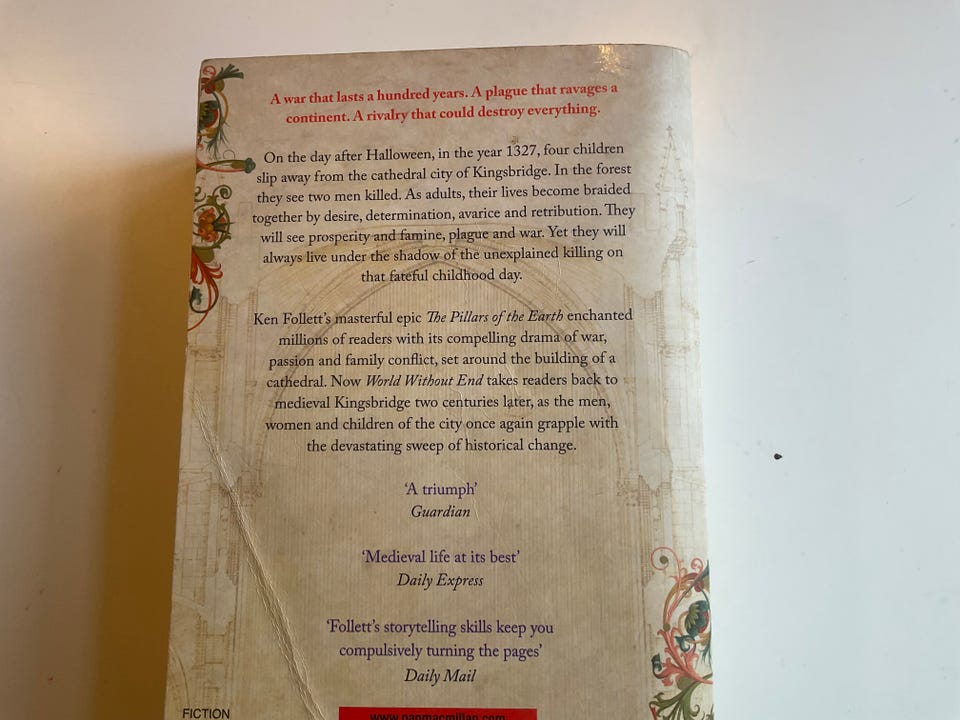 A war that lasts a hundred years. A plague that ravages a
continent. A rivalry that could destroy everything.
On the day after Halloween, in the year 1327, four children
slip away from the cathedral city of Kingsbridge. In the forest
they see two men killed. As adults, their lives become braided
together by desire, determination, avarice and retribution. They
will see prosperity and famine, plague and war. Yet they will
always live under the shadow of the unexplained killing on
that fateful childhood day.
Ken Follett's masterful epic The Pillars of the Earth enchanted
millions of readers with its compelling drama of war,
passion and family conflict, set around the building of a
cathedral. Now World Without End takes readers back to
medieval Kingsbridge two centuries later, as the men,
women and children of the city once again grapple with
the devastating sweep of historical change.
'A triumph'
Guardian
'Medieval life at its best'
Daily Express
'Follett's storytelling skills keep you
compulsively turning the pages'
Daily Mail
FICTION
www.panmacmillan.com